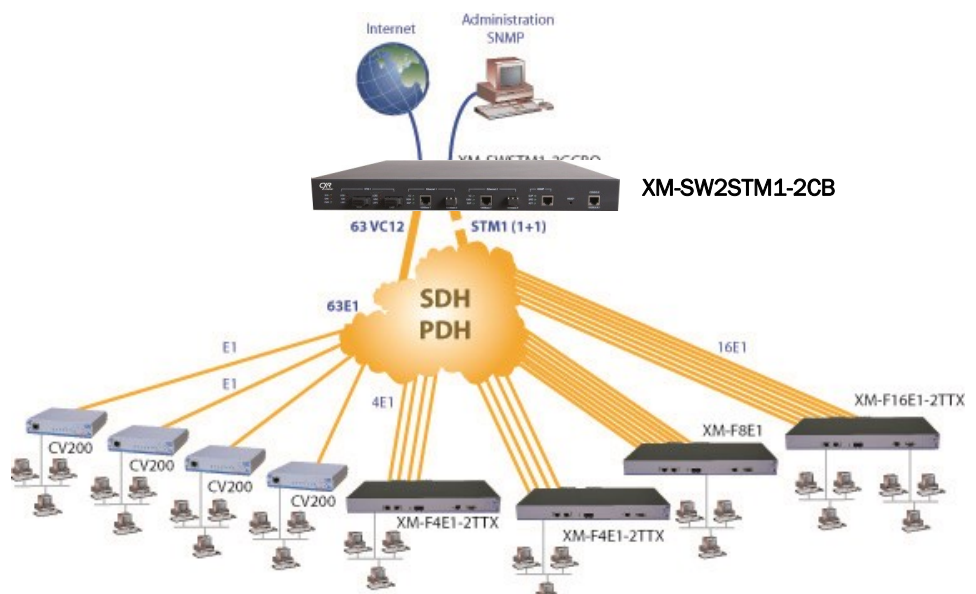 Internet
Administration
SNMP
XM-SW2STM1-2CB
CXR
63 VC12
STM1 (1+1)
SDH
PDH
63E1
E1
E1
4E1
16E1
XM-F16E1-2TTX
XM-F8E1
CV200
CV200
CV200
CV200
XM-F4E1-2TTX
XM-F4E1-2TTX